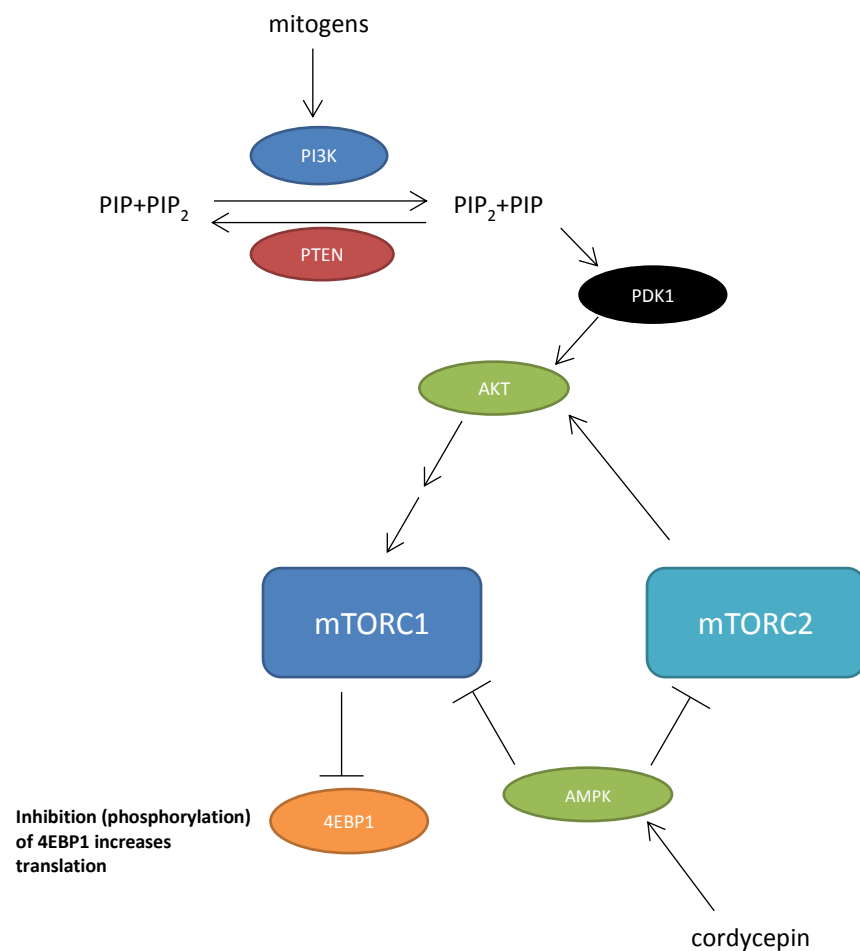 mitogens
PI3K
PIP+PIP₂
PIP₂+PIP
PTEN
PDK1
AKT
mTORC1
mTORC2
AMPK
Inhibition (phosphorylation)
of 4EBP1 increases
translation
4EBP1
cordycepin